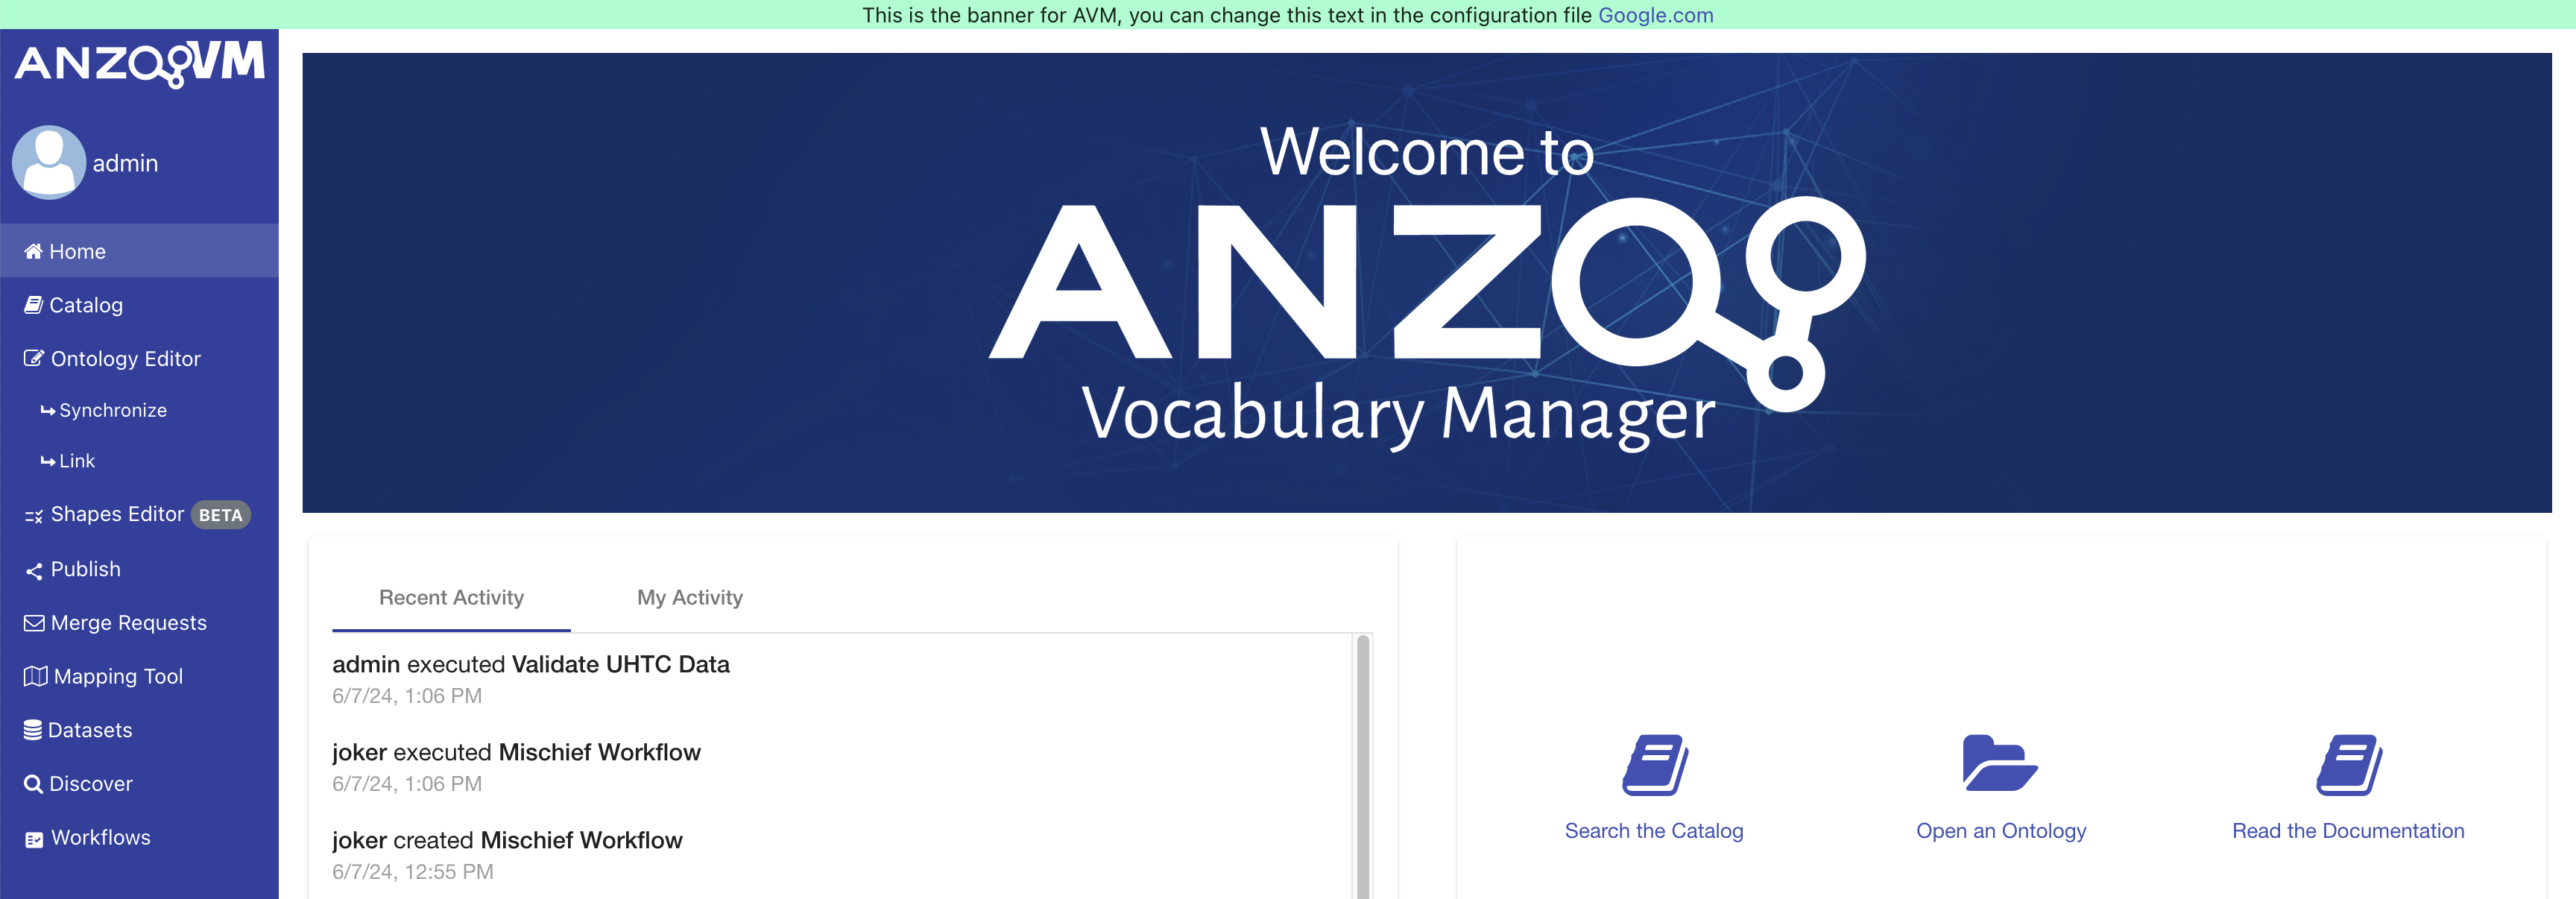 This is the banner for AVM, you can change this text in the configuration file Google.com
ANZO VM
admin
Home
Catalog
Ontology Editor
Synchronize
Link
Shapes Editor BETA
Publish
Merge Requests
Mapping Tool
Datasets
Discover
Workflows
Welcome to
ANZO
Vocabulary Manager
Recent Activity My Activity
admin executed Validate UHTC Data
6/7/24, 1:06 PM
joker executed Mischief Workflow
6/7/24, 1:06 PM
joker created Mischief Workflow
6/7/24, 12:55 PM
Search the Catalog
Open an Ontology
Read the Documentation